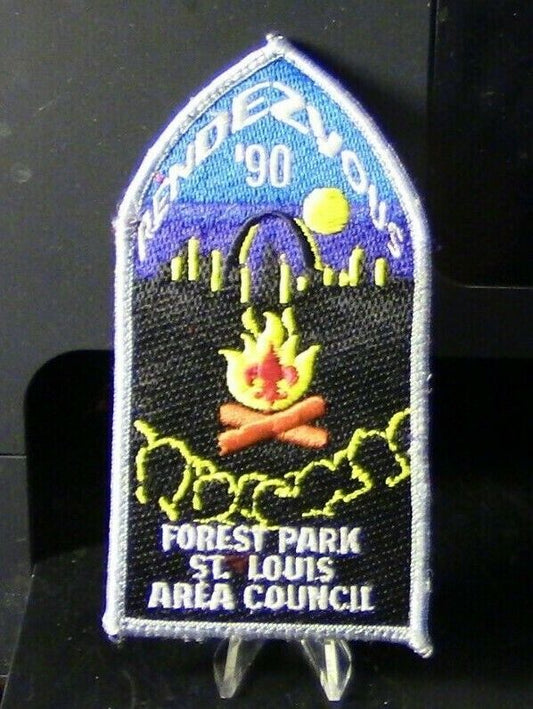 RENDEZVOUS
'90
FOREST PARK
ST. LOUIS
AREA COUNCIL